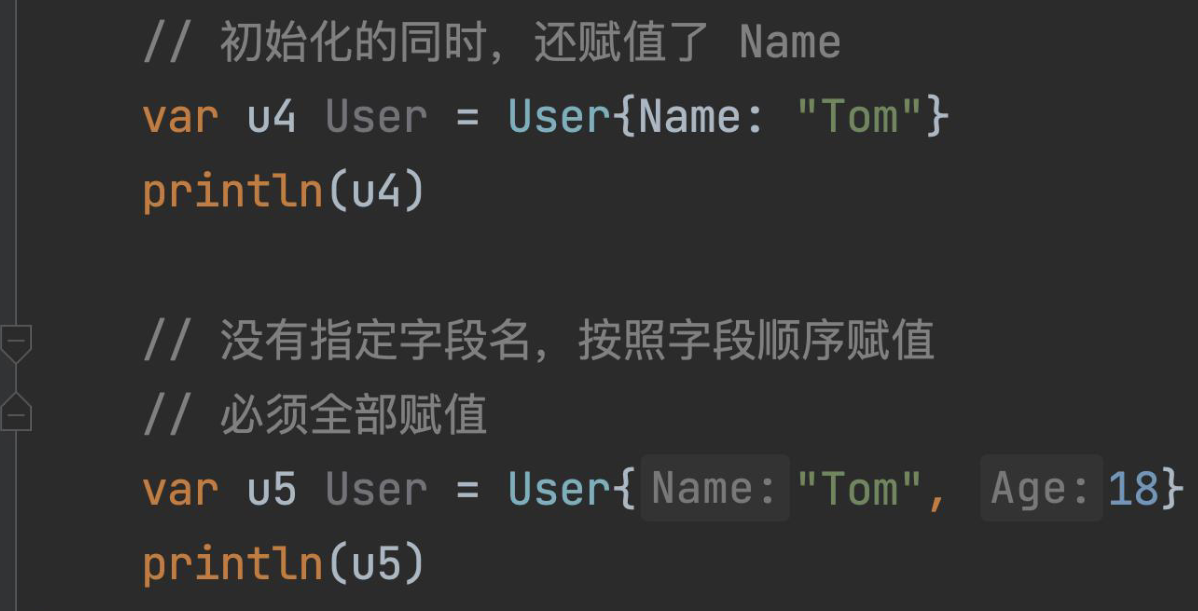 // 初始化的同时，还赋值了 Name
var u4 User = User{Name: "Tom"}
println(u4)
// 没有指定字段名，按照字段顺序赋值
// 必须全部赋值
var u5 User = User{Name: "Tom", Age: 18}
println(u5)